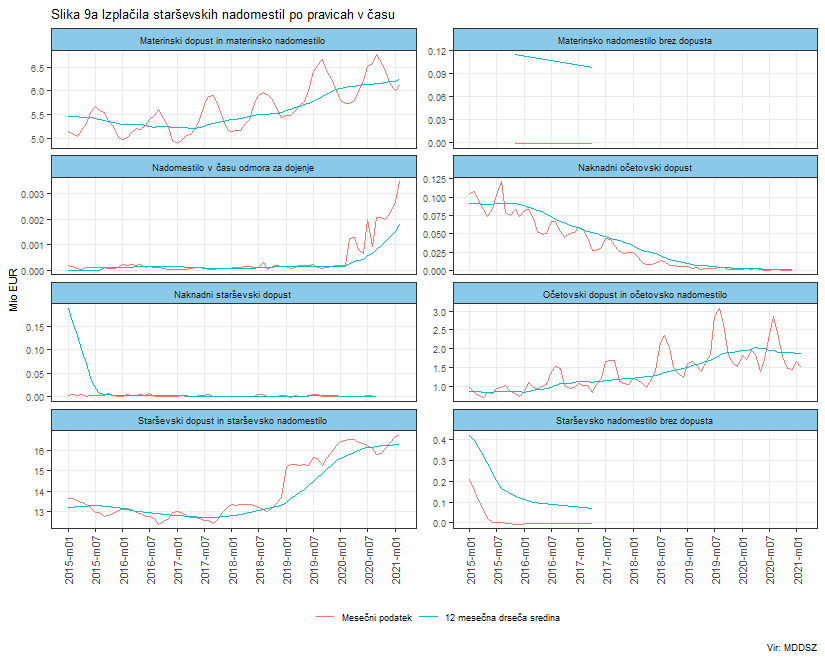 Slika 9a Izplačila starševskih nadomestil po pravicah v času
Mio EUR
Materinski dopust in materinsko nadomestilo
6.5
6.0
5.5
5.0
Materinsko nadomestilo brez dopusta
0.12
0.09
0.06
0.03
0.00
Nadomestilo v času odmora za dojenje
0.003
0.002
0.001
0.000
Naknadni očetovski dopust
0.125
0.100
0.075
0.050
0.025
0.000
Naknadni starševski dopust
0.15
0.10
0.05
0.00
Očetovski dopust in očetovsko nadomestilo
3.0
2.5
2.0
1.5
1.0
Starševski dopust in starševsko nadomestilo
16
15
14
13
Starševsko nadomestilo brez dopusta
0.4
0.3
0.2
0.1
0.0
2015-m01 2015-m07 2016-m01 2016-m07 2017-m01 2017-m07 2018-m01 2018-m07 2019-m01 2019-m07 2020-m01 2020-m07 2021-m01
2015-m01 2015-m07 2016-m01 2016-m07 2017-m01 2017-m07 2018-m01 2018-m07 2019-m01 2019-m07 2020-m01 2020-m07 2021-m01
Mesečni podatek 12 mesečna drseča sredina
Vir: MDDSZ